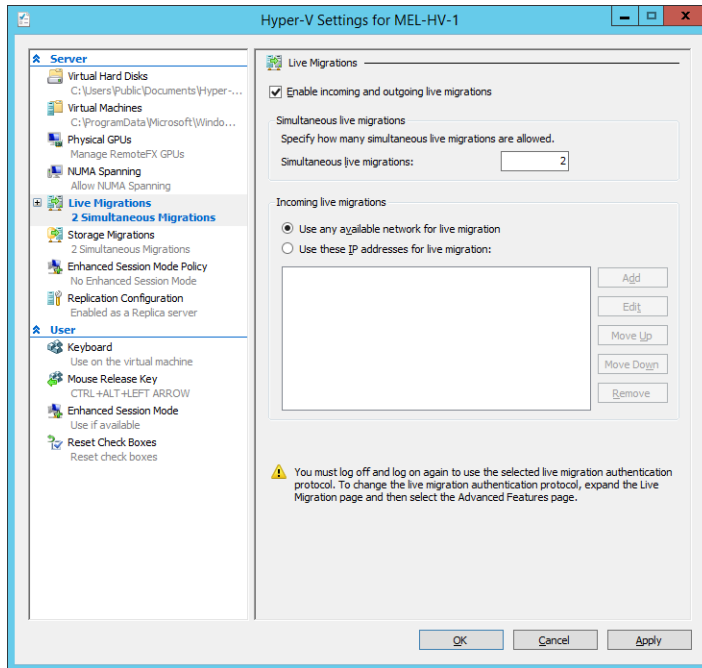 Hyper-V Settings for MEL-HV-1
Server
Virtual Hard Disks
C:\Users\Public\Documents\Hyper-...
Virtual Machines
C:\ProgramData\Microsoft\Windo...
Physical GPUs
Manage RemoteFX GPUs
NUMA Spanning
Allow NUMA Spanning
Live Migrations
2 Simultaneous Migrations
Storage Migrations
2 Simultaneous Migrations
Enhanced Session Mode Policy
No Enhanced Session Mode
Replication Configuration
Enabled as a Replica server
User
Keyboard
Use on the virtual machine
Mouse Release Key
CTRL+ALT+LEFT ARROW
Enhanced Session Mode
Use if available
Reset Check Boxes
Reset check boxes
Live Migrations
Enable incoming and outgoing live migrations
Simultaneous live migrations
Specify how many simultaneous live migrations are allowed.
Simultaneous live migrations: 2
Incoming live migrations
Use any available network for live migration
Use these IP addresses for live migration:
Add
Edit
Move Up
Move Down
Remove
You must log off and log on again to use the selected live migration authentication
protocol. To change the live migration authentication protocol, expand the Live
Migration page and then select the Advanced Features page.
OK Cancel Apply